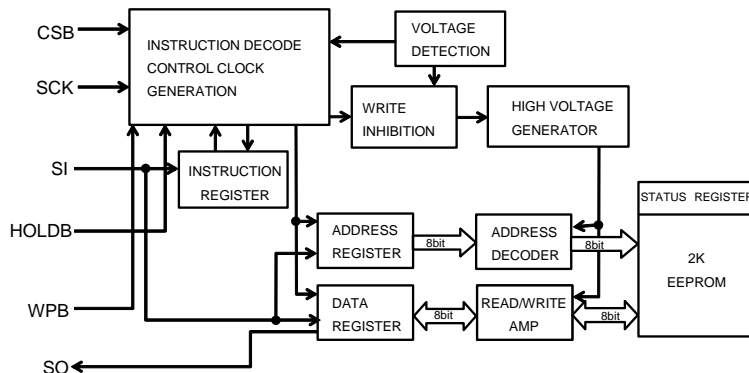 CSB
SCK
SI
HOLDB
WPB
SO
INSTRUCTION DECODE
CONTROL CLOCK
GENERATION
VOLTAGE
DETECTION
WRITE
INHIBITION
HIGH VOLTAGE
GENERATOR
INSTRUCTION
REGISTER
ADDRESS
REGISTER
8bit
ADDRESS
DECODER
8bit
DATA
REGISTER
8bit
READ/WRITE
AMP
8bit
STATUS REGISTER
2K
EEPROM